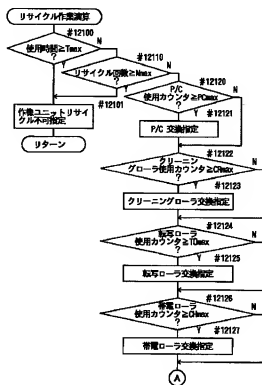 リサイクル作業演算
#12100
使用時間≧Tmax
?
N
Y
#12110
リサイクル回数≧Nmax
?
N
Y
#12101
作像ユニットリサイ
クル不可指定
リターン
#12120
P/C
使用カウンタ≧PCmax
?
N
Y
#12121
P/C 交換指定
#12122
クリーニン
グローラ使用カウンタ≧CRmax
?
N
Y
#12123
クリーニングローラ交換指定
#12124
転写ローラ
使用カウンタ≧TOmax
?
N
Y
#12125
転写ローラ交換指定
#12126
帯電ローラ
使用カウンタ≧CHmax
?
N
Y
#12127
帯電ローラ交換指定
A